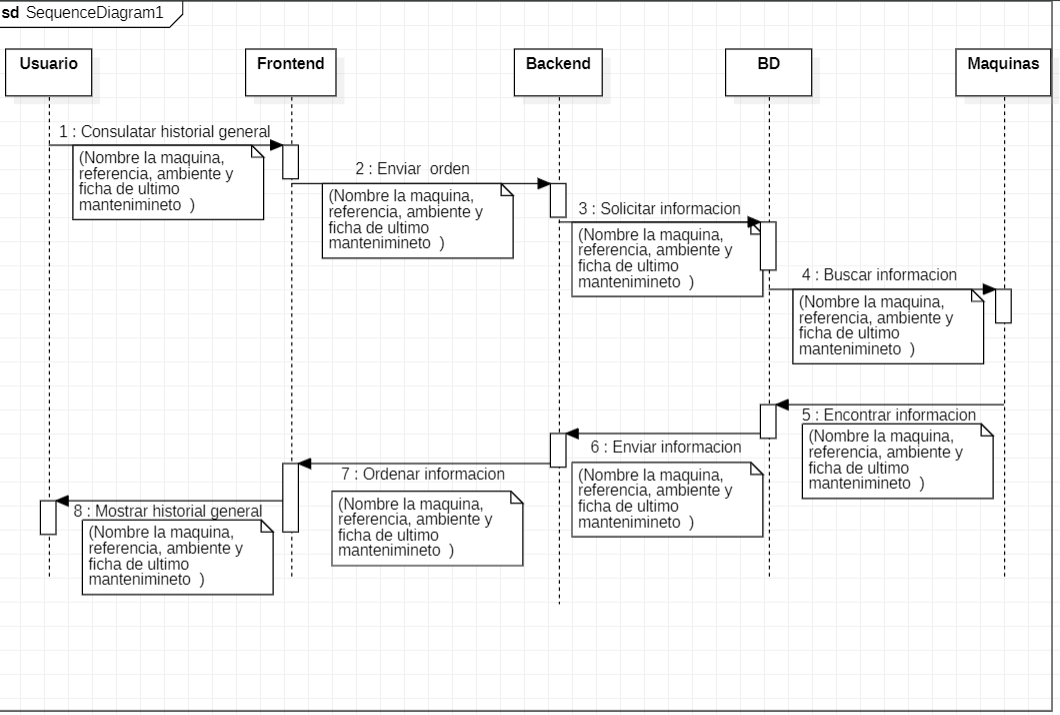 sd SequenceDiagram1
Usuario
Frontend
Backend
BD
Maquinas
1 : Consulatar historial general
(Nombre la maquina,
referencia, ambiente y
ficha de ultimo
mantenimineto )
2 : Enviar orden
(Nombre la maquina,
referencia, ambiente y
ficha de ultimo
mantenimineto )
3 : Solicitar informacion
(Nombre la maquina,
referencia, ambiente y
ficha de ultimo
mantenimineto )
4 : Buscar informacion
(Nombre la maquina,
referencia, ambiente y
ficha de ultimo
mantenimineto )
5 : Encontrar informacion
(Nombre la maquina,
referencia, ambiente y
ficha de ultimo
mantenimineto )
6 : Enviar informacion
(Nombre la maquina,
referencia, ambiente y
ficha de ultimo
mantenimineto )
7 : Ordenar informacion
(Nombre la maquina,
referencia, ambiente y
ficha de ultimo
mantenimineto )
8 : Mostrar historial general
(Nombre la maquina,
referencia, ambiente y
ficha de ultimo
mantenimineto )